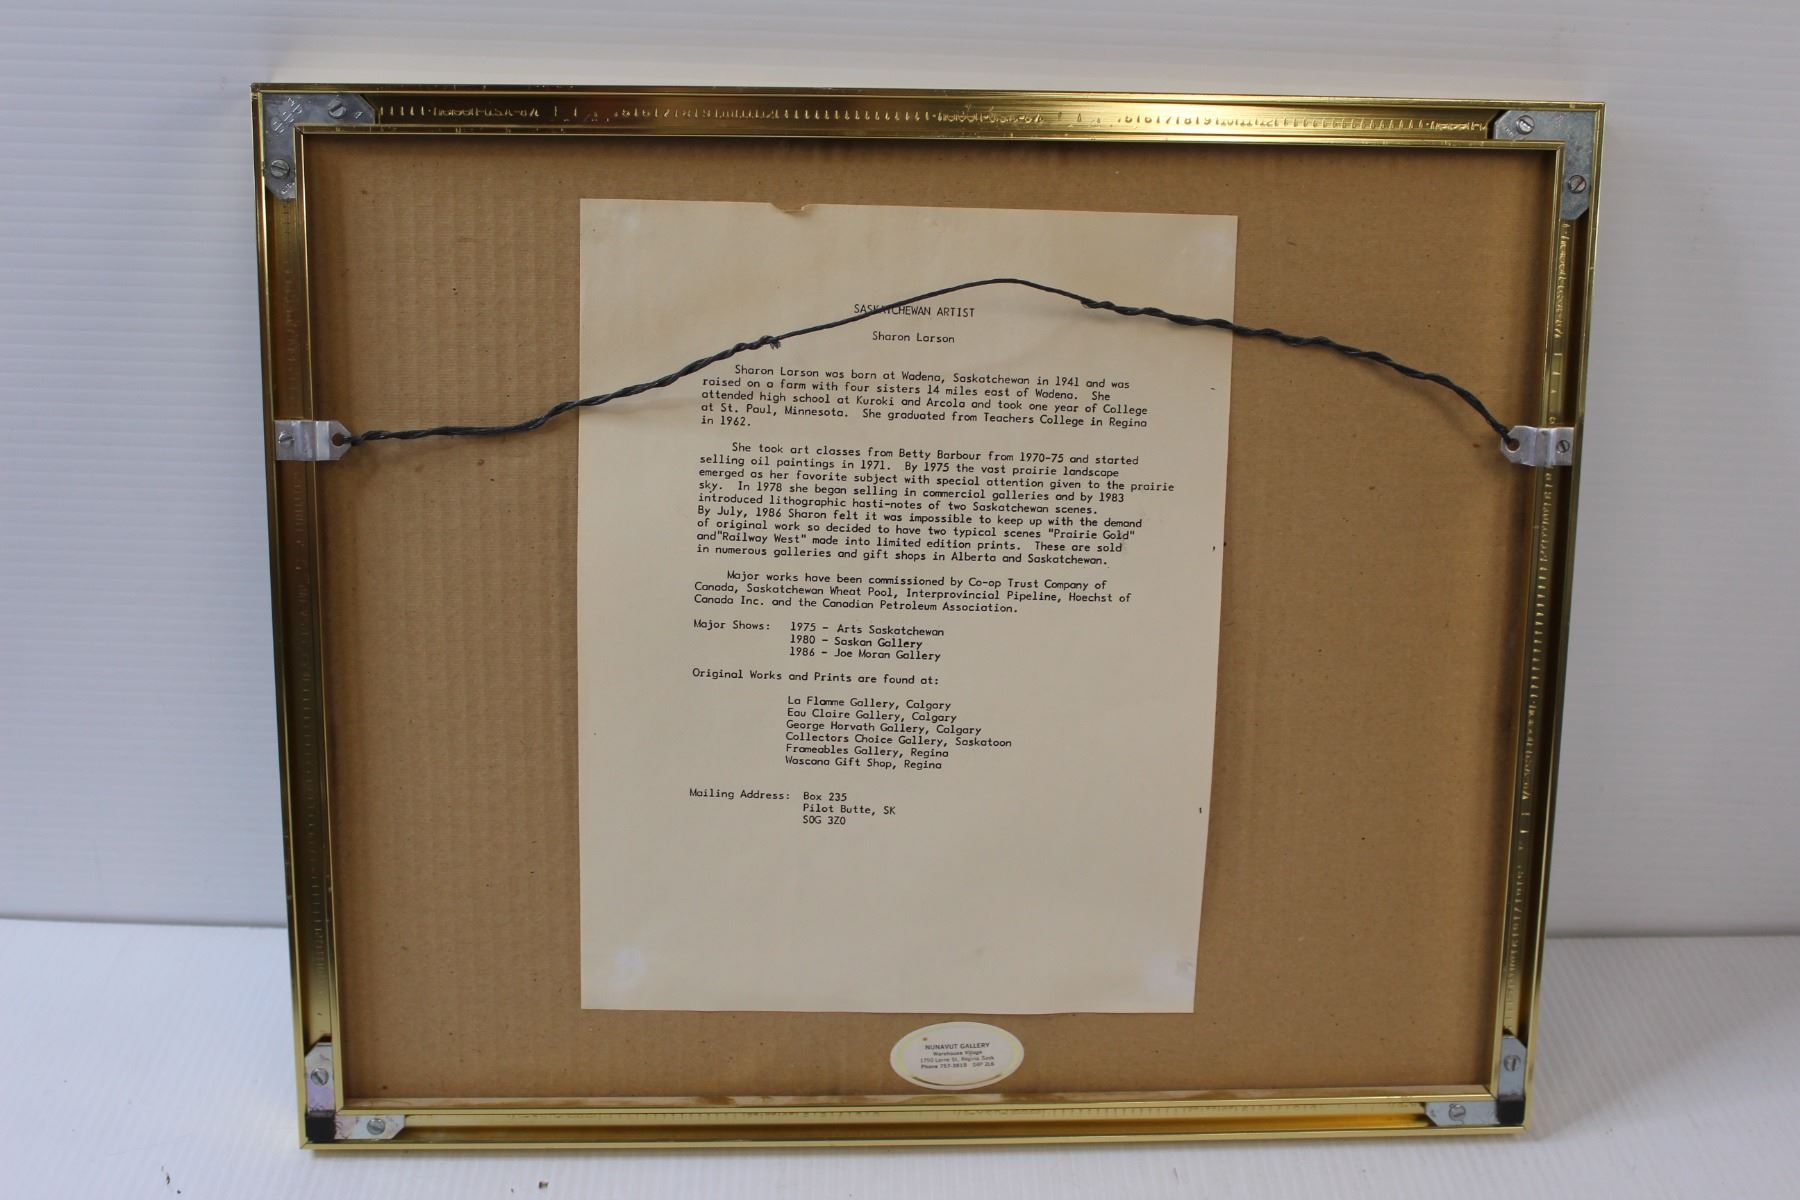 SASKATCHEWAN ARTIST
Sharon Larson
Sharon Larson was born at Wadena, Saskatchewan in 1941 and was
raised on a farm with four sisters 14 miles east of Wadena. She
attended high school at Kuroki and Arcola and took one year of College
at St. Paul, Minnesota. She graduated from Teachers College in Regina
in 1962.
She took art classes from Betty Barbour from 1970-75 and started
selling oil paintings in 1971. By 1975 the vast prairie landscape
emerged as her favorite subject with special attention given to the prairie
sky. In 1978 she began selling in commercial galleries and by 1983
introduced lithographic hasti-notes of two Saskatchewan scenes.
By July, 1986 Sharon felt it was impossible to keep up with the demand
of original work so decided to have two typical scenes "Prairie Gold"
and"Railway West" made into limited edition prints. These are sold
in numerous galleries and gift shops in Alberta and Saskatchewan.
Major works have been commissioned by Co-op Trust Company of
Canada, Saskatchewan Wheat Pool, Interprovincial Pipeline, Hoechst of
Canada Inc. and the Canadian Petroleum Association.
Major Shows: 1975 - Arts Saskatchewan
1980 - Saskan Gallery
1986 - Joe Moran Gallery
Original Works and Prints are found at:
La Flamme Gallery, Calgary
Eau Claire Gallery, Calgary
George Horvath Gallery, Calgary
Collectors Choice Gallery, Saskatoon
Frameables Gallery, Regina
Wascana Gift Shop, Regina
Mailing Address: Box 235
Pilot Butte, SK
S0G 3Z0
NUNAVUT GALLERY
Warehouse Village
1750 Lorne St. Regina, Sask.
Phone 757-3815 S4P 2L6